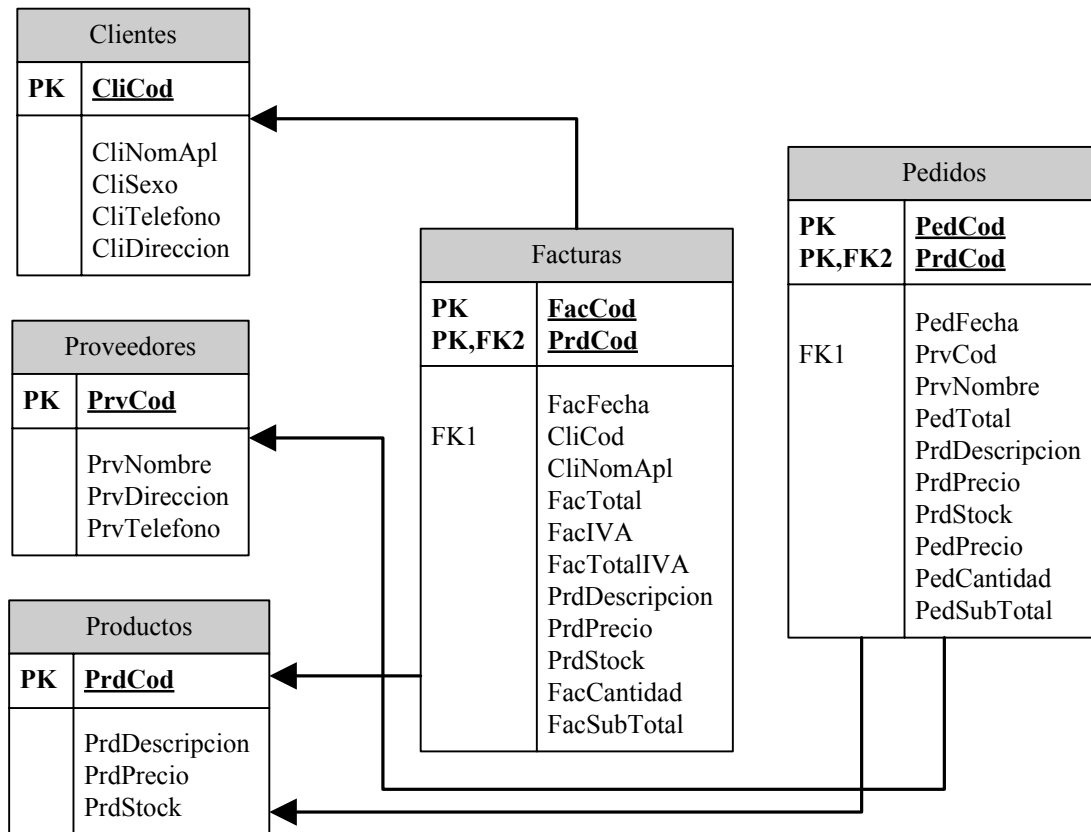 Clientes
PK CliCod
CliNomApl
CliSexo
CliTelefono
CliDireccion
Proveedores
PK PrvCod
PrvNombre
PrvDireccion
PrvTelefono
Productos
PK PrdCod
PrdDescripcion
PrdPrecio
PrdStock
Facturas
PK FacCod
PK,FK2 PrdCod
FacFecha
FK1 CliCod
CliNomApl
FacTotal
FacIVA
FacTotalIVA
PrdDescripcion
PrdPrecio
PrdStock
FacCantidad
FacSubTotal
Pedidos
PK PedCod
PK,FK2 PrdCod
PedFecha
FK1 PrvCod
PrvNombre
PedTotal
PrdDescripcion
PrdPrecio
PrdStock
PedPrecio
PedCantidad
PedSubTotal